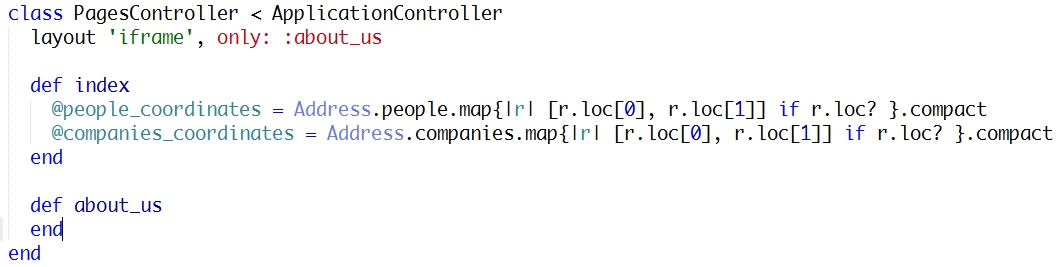 class PagesController < ApplicationController
  layout 'iframe', only: :about_us

  def index
    @people_coordinates = Address.people.map{|r| [r.loc[0], r.loc[1]] if r.loc? }.compact
    @companies_coordinates = Address.companies.map{|r| [r.loc[0], r.loc[1]] if r.loc? }.compact
  end

  def about_us
  end
end